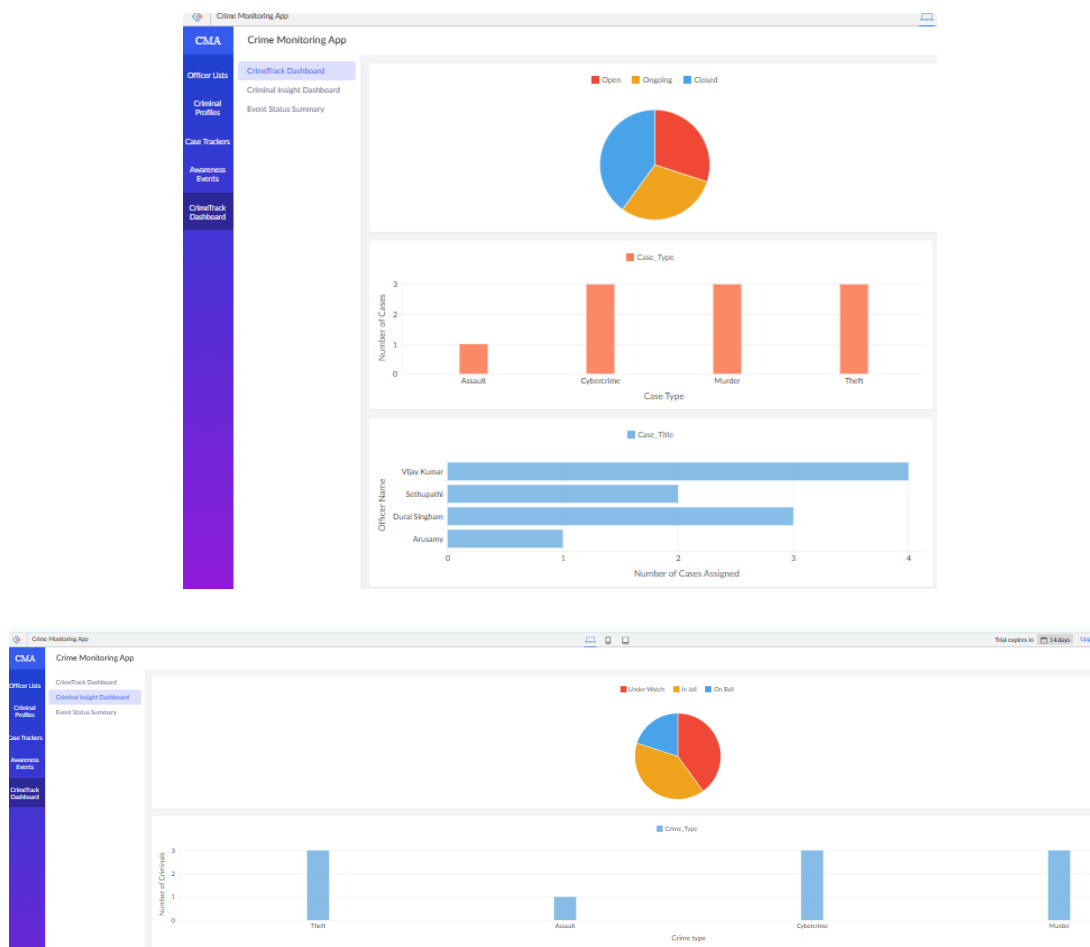 Crime Monitoring App
CMA
Crime Monitoring App
Officer Lists
Criminal
Profiles
Case Trackers
Awareness
Events
CrimeTrack
Dashboard
CrimeTrack Dashboard
Criminal Insight Dashboard
Event Status Summary
Open Ongoing Closed
Case_Type
Number of Cases
3
2
1
0
Assault Cybercrime Murder Theft
Case Type
Case_Title
Officer Name
Vijay Kumar
Sethupathi
Durai Singham
Arusamy
0 1 2 3 4
Number of Cases Assigned
Crime Monitoring App
Trial expires in 14 days
CMA
Crime Monitoring App
Officer Lists
Criminal
Profiles
Case Trackers
Awareness
Events
CrimeTrack
Dashboard
CrimeTrack Dashboard
Criminal Insight Dashboard
Event Status Summary
Under Watch In Jail On Bail
Crime_Type
Number of Criminals
3
2
1
0
Theft Assault Cybercrime Murder
Crime type